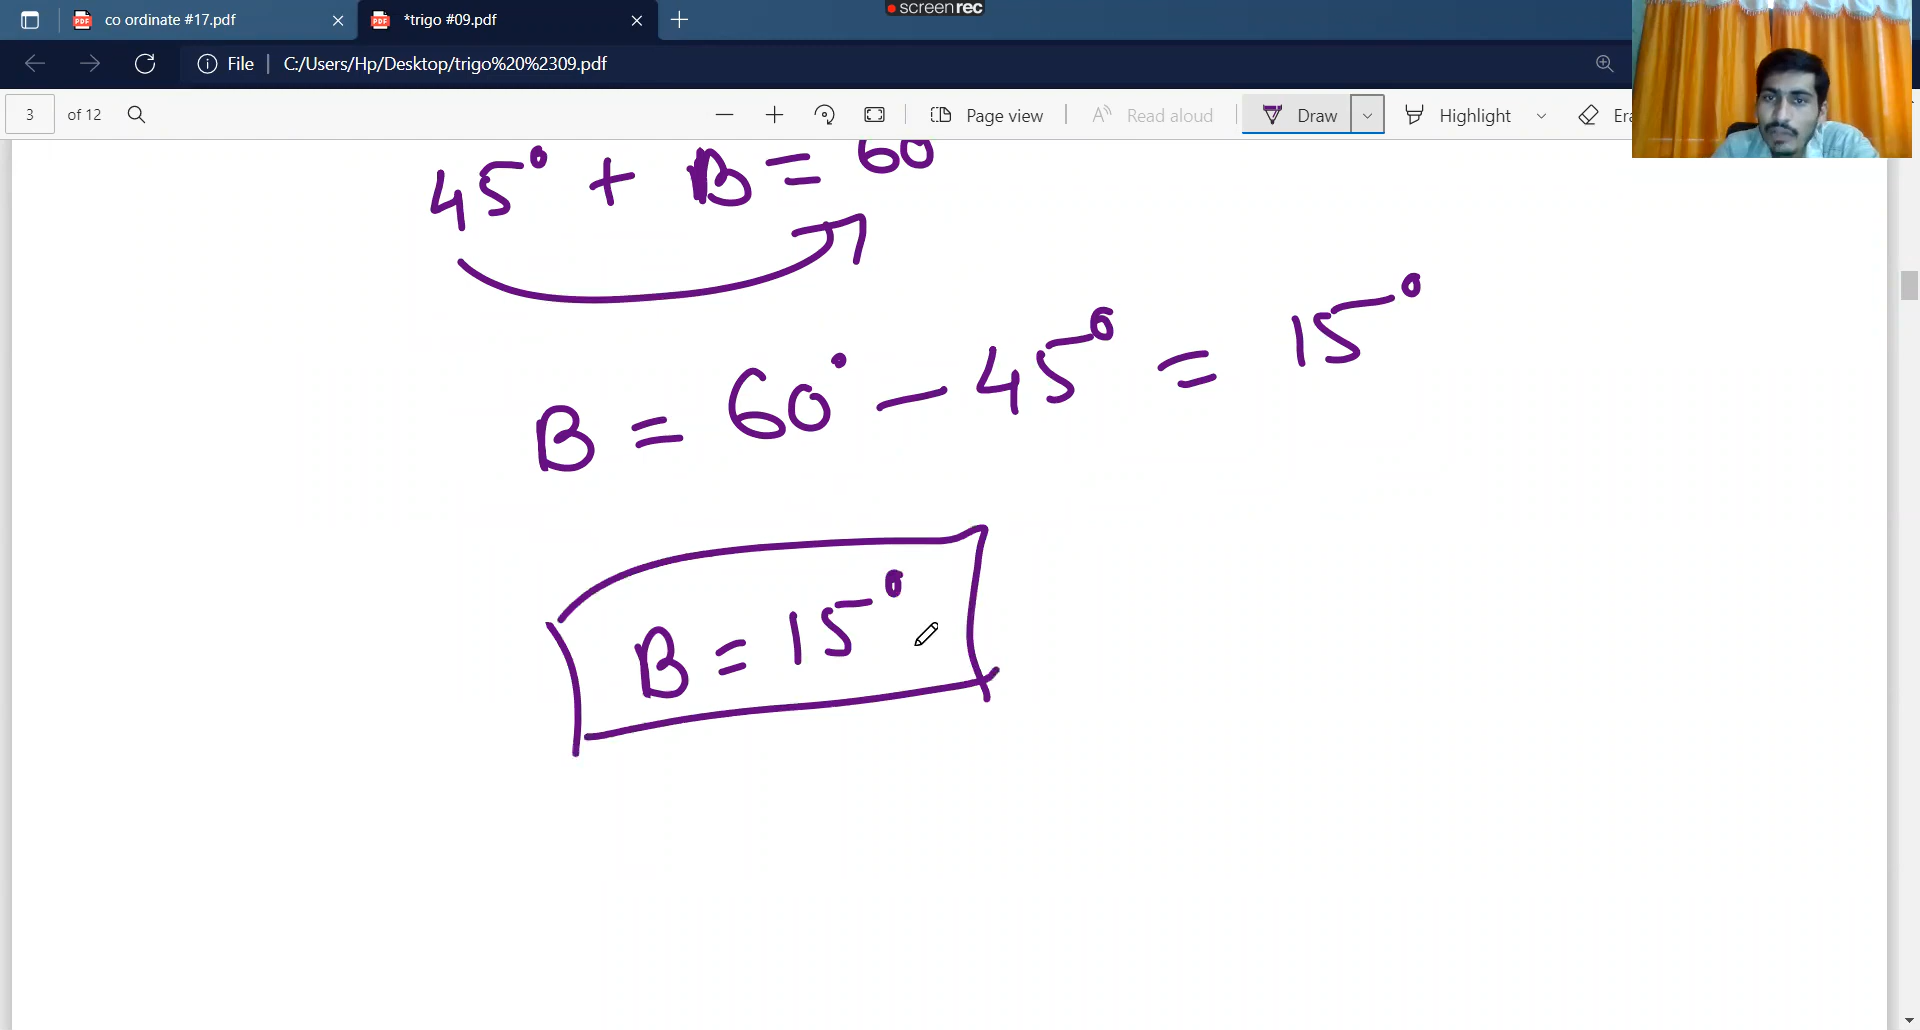 co ordinate #17.pdf
*trigo #09.pdf
screenrec
File
C:/Users/Hp/Desktop/trigo%20%2309.pdf
3 of 12
Page view
Read aloud
Draw
Highlight
45° + B = 60
B = 60° - 45° = 15°
B = 15°